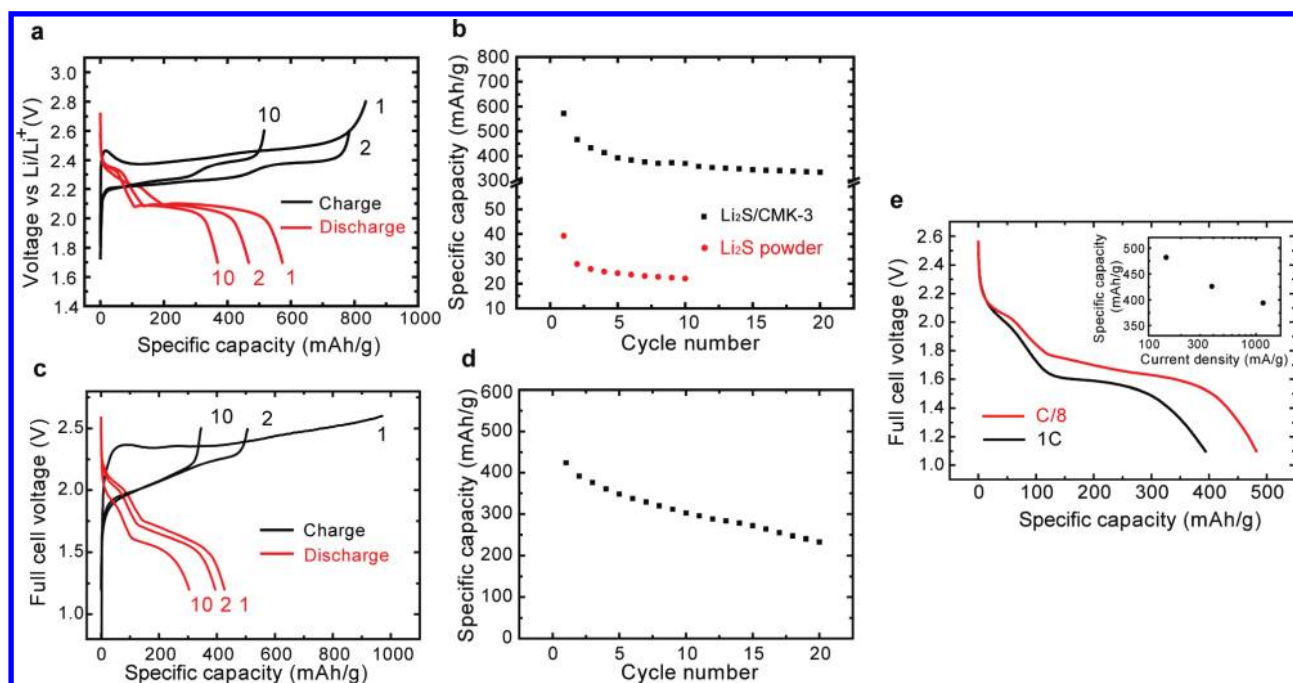 a
Voltage vs Li/Li+(V)
3.0
2.8
2.6
2.4
2.2
2.0
1.8
1.6
1.4
10
1
2
Charge
Discharge
10 2 1
0 200 400 600 800 1000
Specific capacity (mAh/g)
b
Specific capacity (mAh/g)
800
700
600
500
400
300
50
40
30
20
10
Li₂S/CMK-3
Li₂S powder
0 5 10 15 20
Cycle number
c
Full cell voltage (V)
2.5
2.0
1.5
1.0
10 2
1
Charge
Discharge
10 2 1
0 200 400 600 800 1000
Specific capacity (mAh/g)
d
Specific capacity (mAh/g)
600
500
400
300
200
100
0
0 5 10 15 20
Cycle number
e
Full cell voltage (V)
2.6
2.4
2.2
2.0
1.8
1.6
1.4
1.2
1.0
Specific capacity
(mAh/g)
500
450
400
350
100 400 1000
Current density (mA/g)
C/8
1C
0 100 200 300 400 500
Specific capacity (mAh/g)